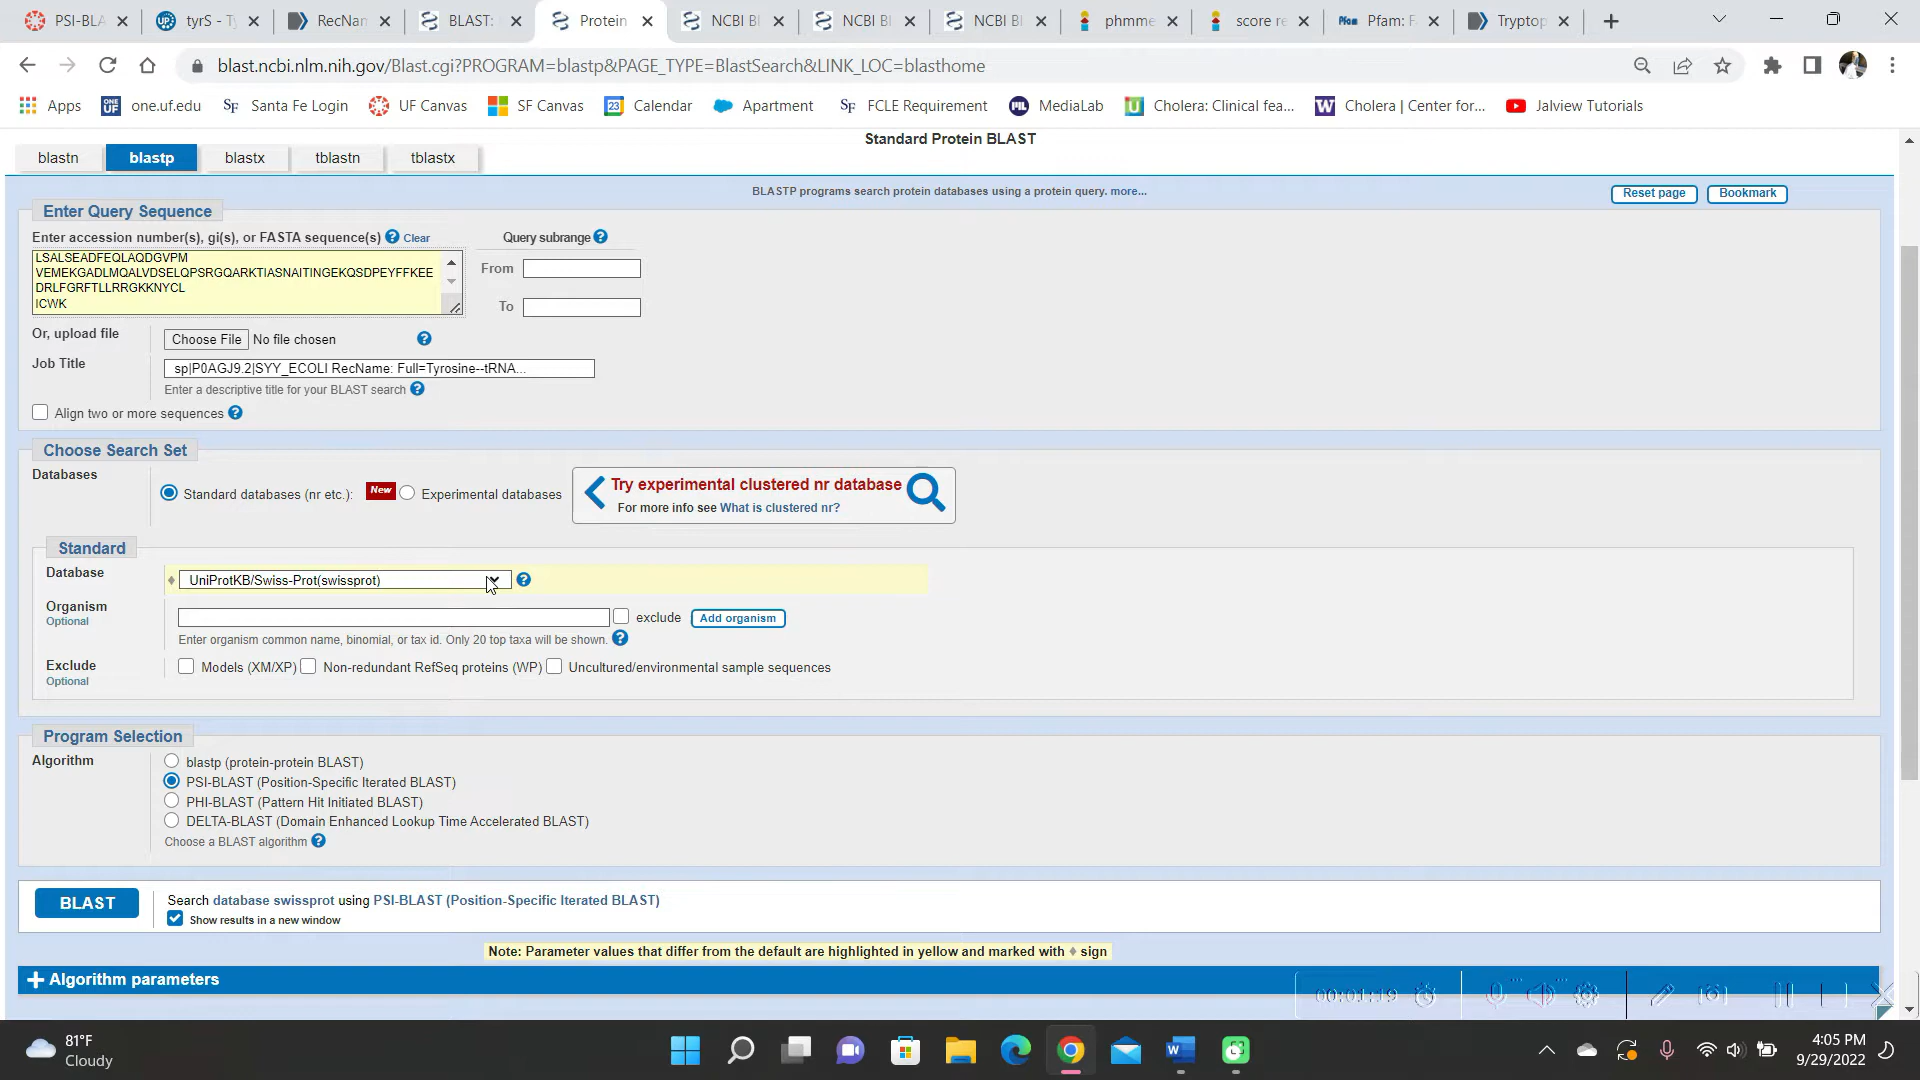 PSI-BLA
tyrS - Ty
RecNam
BLAST:
Protein
NCBI Bl
NCBI Bl
NCBI Bl
phmme
score re
Pfam
Pfam: F
Tryptop
blast.ncbi.nlm.nih.gov/Blast.cgi?PROGRAM=blastp&PAGE_TYPE=BlastSearch&LINK_LOC=blasthome
Apps
one.uf.edu
Santa Fe Login
UF Canvas
SF Canvas
Calendar
Apartment
FCLE Requirement
MediaLab
Cholera: Clinical fea...
Cholera | Center for...
Jalview Tutorials
Standard Protein BLAST
blastn
blastp
blastx
tblastn
tblastx
BLASTP programs search protein databases using a protein query. more...
Reset page
Bookmark
Enter Query Sequence
Enter accession number(s), gi(s), or FASTA sequence(s) ? Clear
Query subrange ?
LSALSEADFEQLAQDGVPM
VEMEKGADLMQALVDSELQPSRGQARKTIASNAITINGEKQSDPEYFFKEE
DRLFGRFTLLRRGKKNYCL
ICWK
From
To
Or, upload file
Choose File No file chosen
Job Title
sp|P0AGJ9.2|SYY_ECOLI RecName: Full=Tyrosine--tRNA...
Enter a descriptive title for your BLAST search ?
Align two or more sequences ?
Choose Search Set
Databases
Standard databases (nr etc.):
New
Experimental databases
Try experimental clustered nr database
For more info see What is clustered nr?
Standard
Database
UniProtKB/Swiss-Prot(swissprot)
Organism
Optional
exclude
Add organism
Enter organism common name, binomial, or tax id. Only 20 top taxa will be shown. ?
Exclude
Optional
Models (XM/XP)
Non-redundant RefSeq proteins (WP)
Uncultured/environmental sample sequences
Program Selection
Algorithm
blastp (protein-protein BLAST)
PSI-BLAST (Position-Specific Iterated BLAST)
PHI-BLAST (Pattern Hit Initiated BLAST)
DELTA-BLAST (Domain Enhanced Lookup Time Accelerated BLAST)
Choose a BLAST algorithm ?
BLAST
Search database swissprot using PSI-BLAST (Position-Specific Iterated BLAST)
Show results in a new window
Note: Parameter values that differ from the default are highlighted in yellow and marked with ♦ sign
+ Algorithm parameters
00:01:19
81°F
Cloudy
4:05 PM
9/29/2022